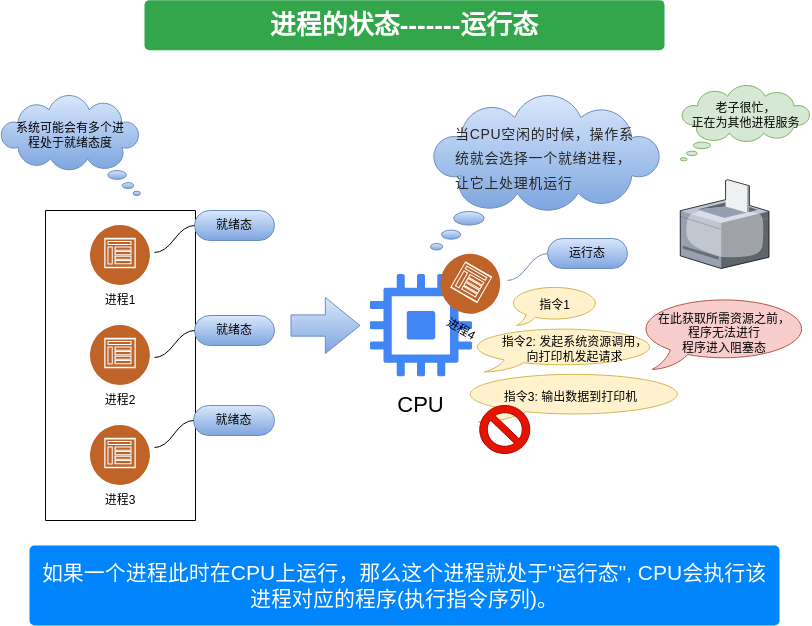 进程的状态-------运行态
系统可能会有多个进
程处于就绪态度
当CPU空闲的时候，操作系
统就会选择一个就绪进程，
让它上处理机运行
老子很忙，
正在为其他进程服务
就绪态
进程1
就绪态
进程2
就绪态
进程3
运行态
进程4
CPU
指令1
指令2: 发起系统资源调用，
向打印机发起请求
指令3: 输出数据到打印机
在此获取所需资源之前，
程序无法进行
程序进入阻塞态
如果一个进程此时在CPU上运行，那么这个进程就处于"运行态", CPU会执行该
进程对应的程序(执行指令序列)。